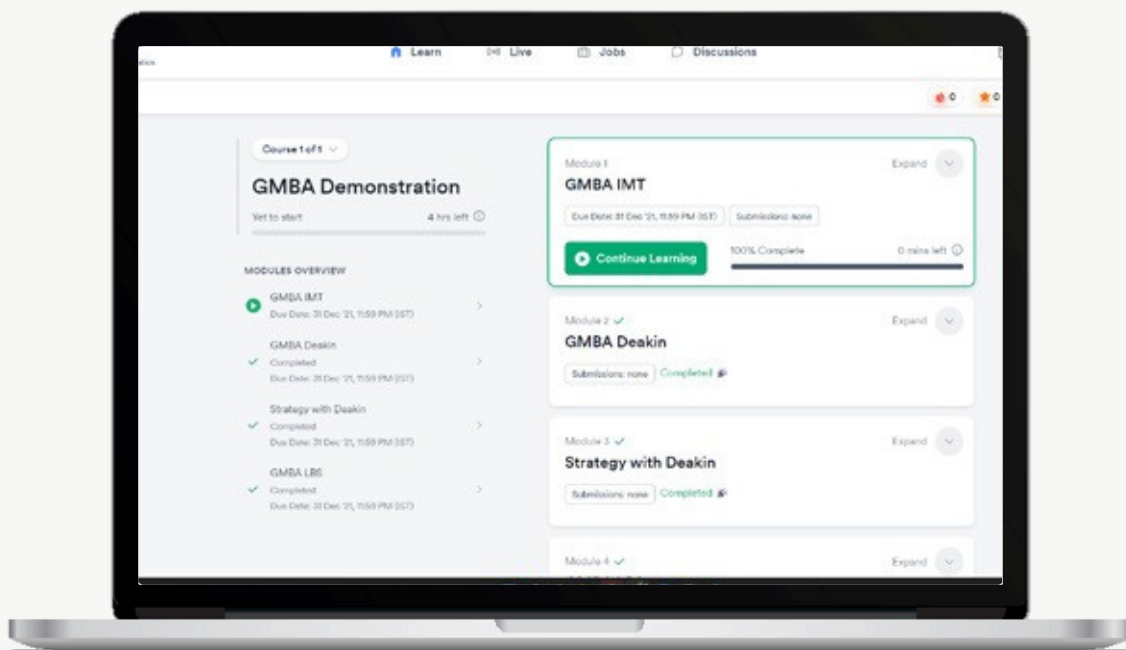 Learn Live Jobs Discussions
0 0
Course 1 of 1
GMBA Demonstration
Yet to start 4 hrs left
MODULES OVERVIEW
GMBA IMT
Due Date: 31 Dec '21, 11:59 PM (IST)
GMBA Deakin
Completed
Due Date: 31 Dec '21, 11:59 PM (IST)
Strategy with Deakin
Completed
Due Date: 31 Dec '21, 11:59 PM (IST)
GMBA LBS
Completed
Due Date: 31 Dec '21, 11:59 PM (IST)
Module 1 Expand
GMBA IMT
Due Date: 31 Dec '21, 11:59 PM (IST) Submissions: none
Continue Learning 100% Complete 0 mins left
Module 2 Expand
GMBA Deakin
Submissions: none Completed
Module 3 Expand
Strategy with Deakin
Submissions: none Completed
Module 4 Expand